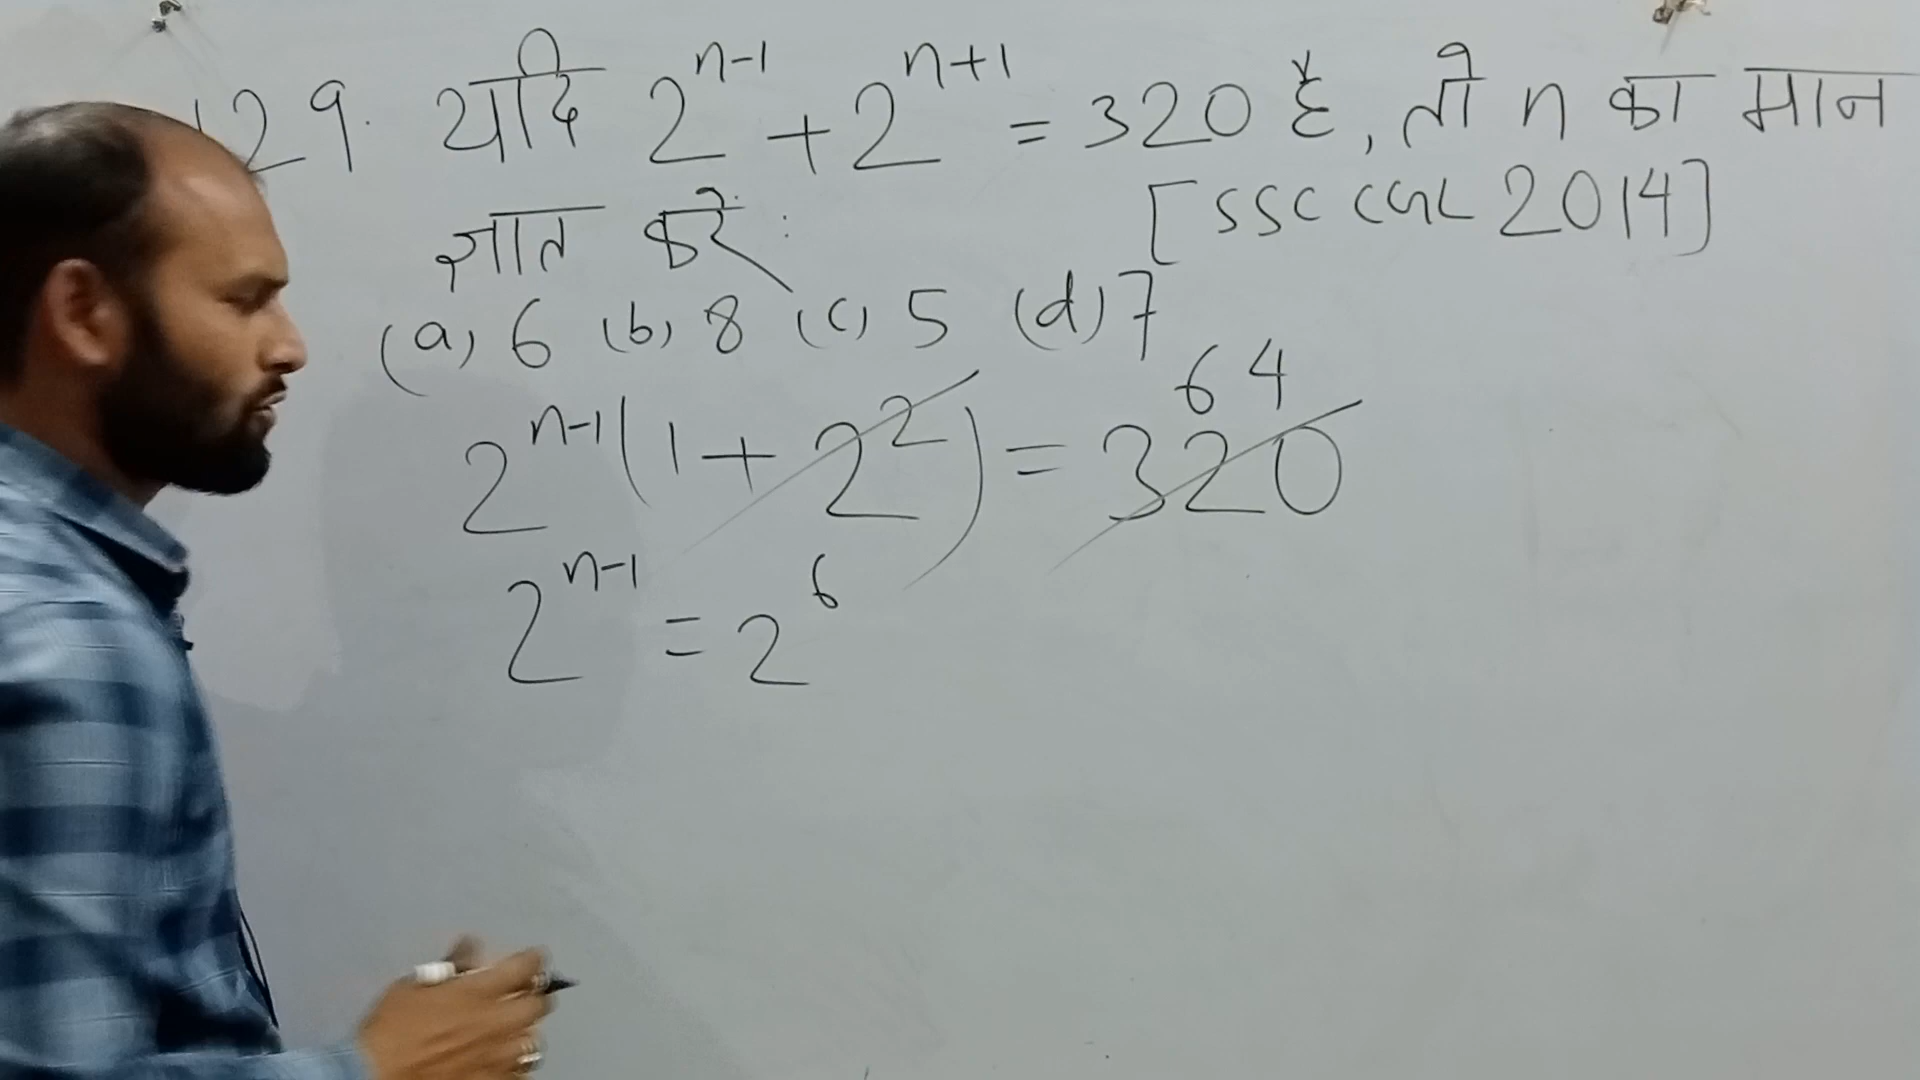 129. यदि 2^{n-1} + 2^{n+1} = 320 है, तो n का मान
ज्ञात करें: [SSC CGL 2014]
(a) 6 (b) 8 (c) 5 (d) 7
64
2^{n-1}(1+2^2) = 320
2^{n-1} = 2^6